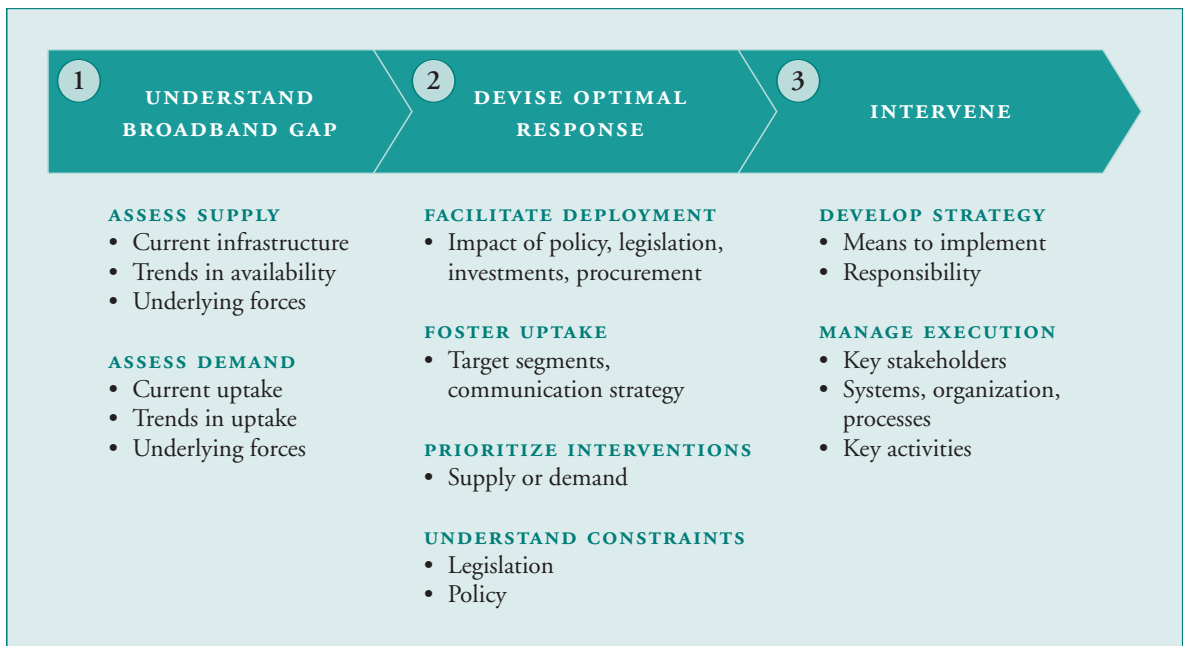 1
UNDERSTAND
BROADBAND GAP
2
DEVISE OPTIMAL
RESPONSE
3
INTERVENE
ASSESS SUPPLY
• Current infrastructure
• Trends in availability
• Underlying forces
ASSESS DEMAND
• Current uptake
• Trends in uptake
• Underlying forces
FACILITATE DEPLOYMENT
• Impact of policy, legislation,
investments, procurement
FOSTER UPTAKE
• Target segments,
communication strategy
PRIORITIZE INTERVENTIONS
• Supply or demand
UNDERSTAND CONSTRAINTS
• Legislation
• Policy
DEVELOP STRATEGY
• Means to implement
• Responsibility
MANAGE EXECUTION
• Key stakeholders
• Systems, organization,
processes
• Key activities